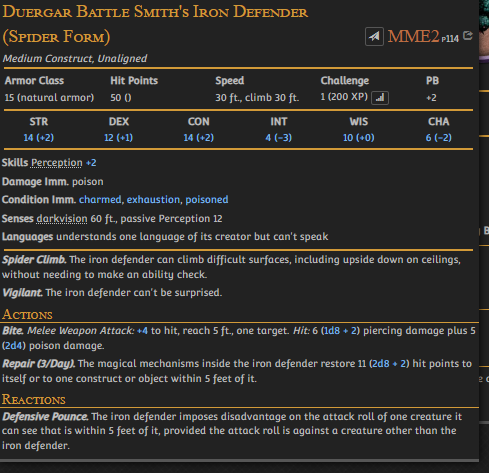 Duergar Battle Smith's Iron Defender
(Spider Form)
MME2 p114
Medium Construct, Unaligned
Armor Class Hit Points Speed Challenge PB
15 (natural armor) 50 () 30 ft., climb 30 ft. 1 (200 XP) +2
STR DEX CON INT WIS CHA
14 (+2) 12 (+1) 14 (+2) 4 (−3) 10 (+0) 6 (−2)
Skills Perception +2
Damage Imm. poison
Condition Imm. charmed, exhaustion, poisoned
Senses darkvision 60 ft., passive Perception 12
Languages understands one language of its creator but can't speak
Spider Climb. The iron defender can climb difficult surfaces, including upside down on ceilings,
without needing to make an ability check.
Vigilant. The iron defender can't be surprised.
Actions
Bite. Melee Weapon Attack: +4 to hit, reach 5 ft., one target. Hit: 6 (1d8 + 2) piercing damage plus 5
(2d4) poison damage.
Repair (3/Day). The magical mechanisms inside the iron defender restore 11 (2d8 + 2) hit points to
itself or to one construct or object within 5 feet of it.
Reactions
Defensive Pounce. The iron defender imposes disadvantage on the attack roll of one creature it
can see that is within 5 feet of it, provided the attack roll is against a creature other than the
iron defender.